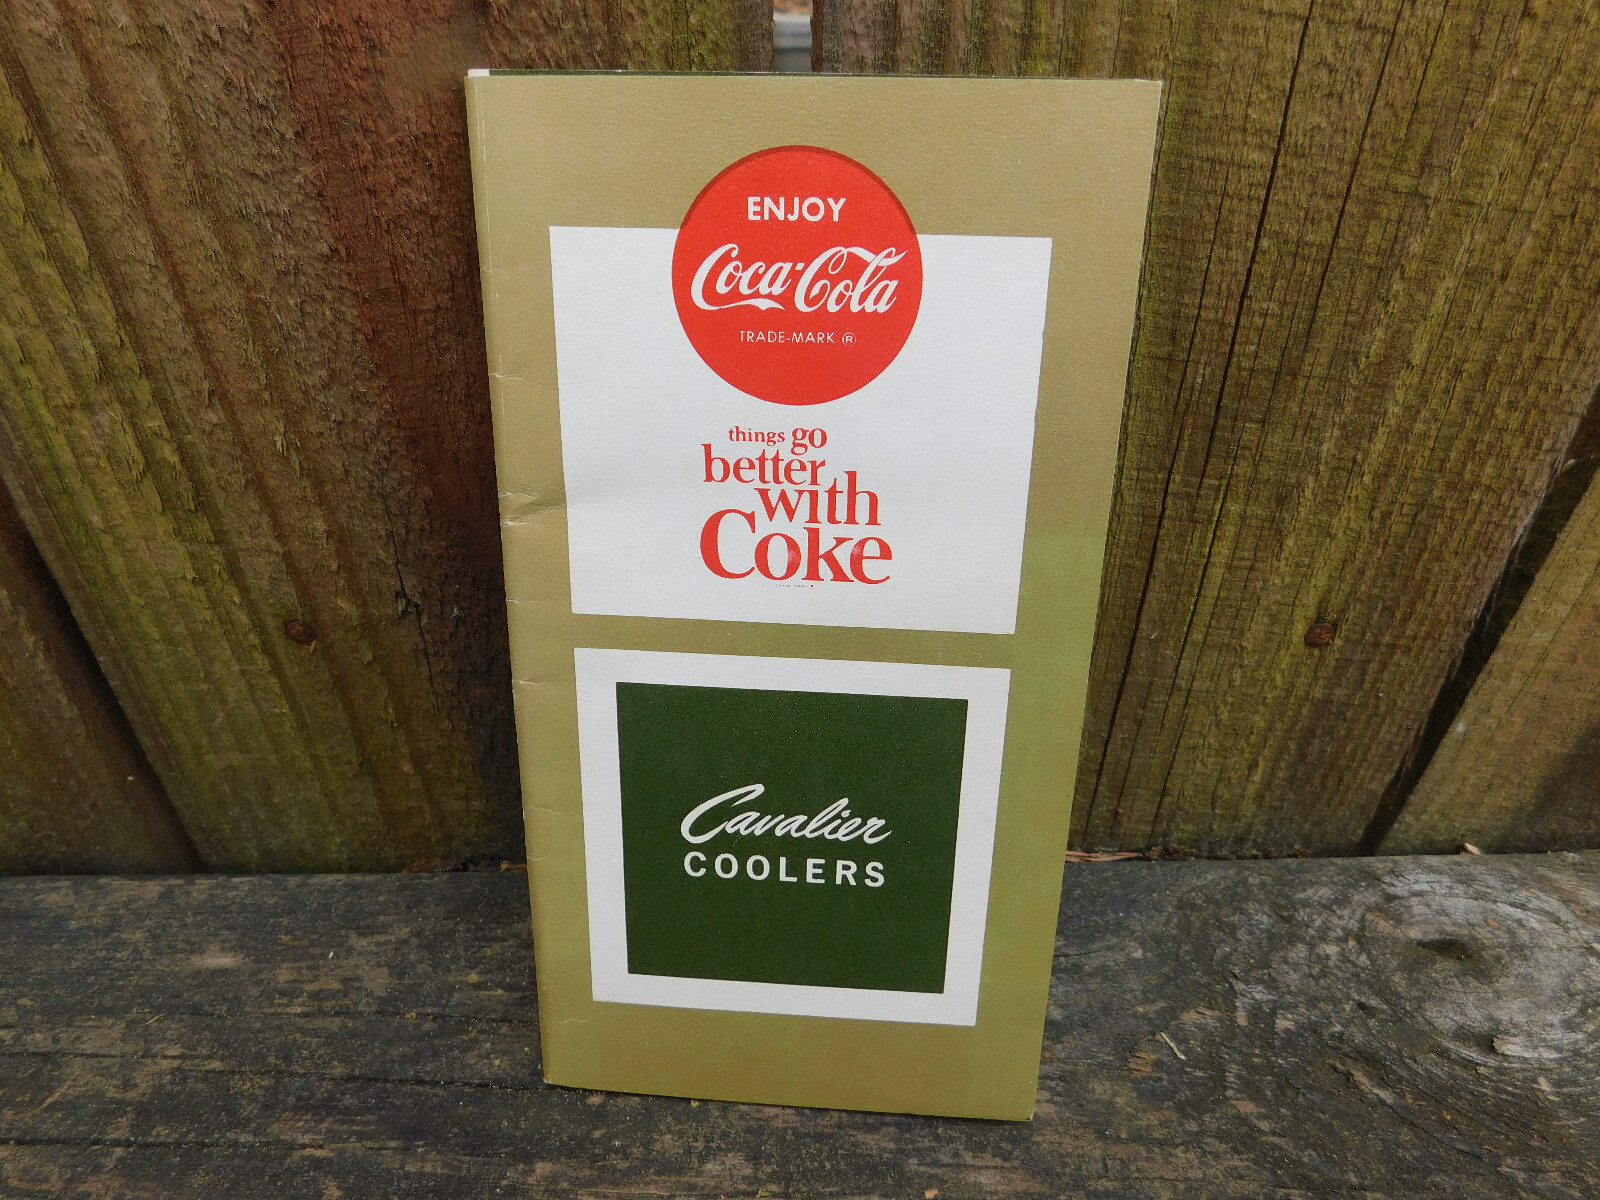 ENJOY
Coca-Cola
TRADE-MARK ®
things go
better
with
Coke
Cavalier
COOLERS